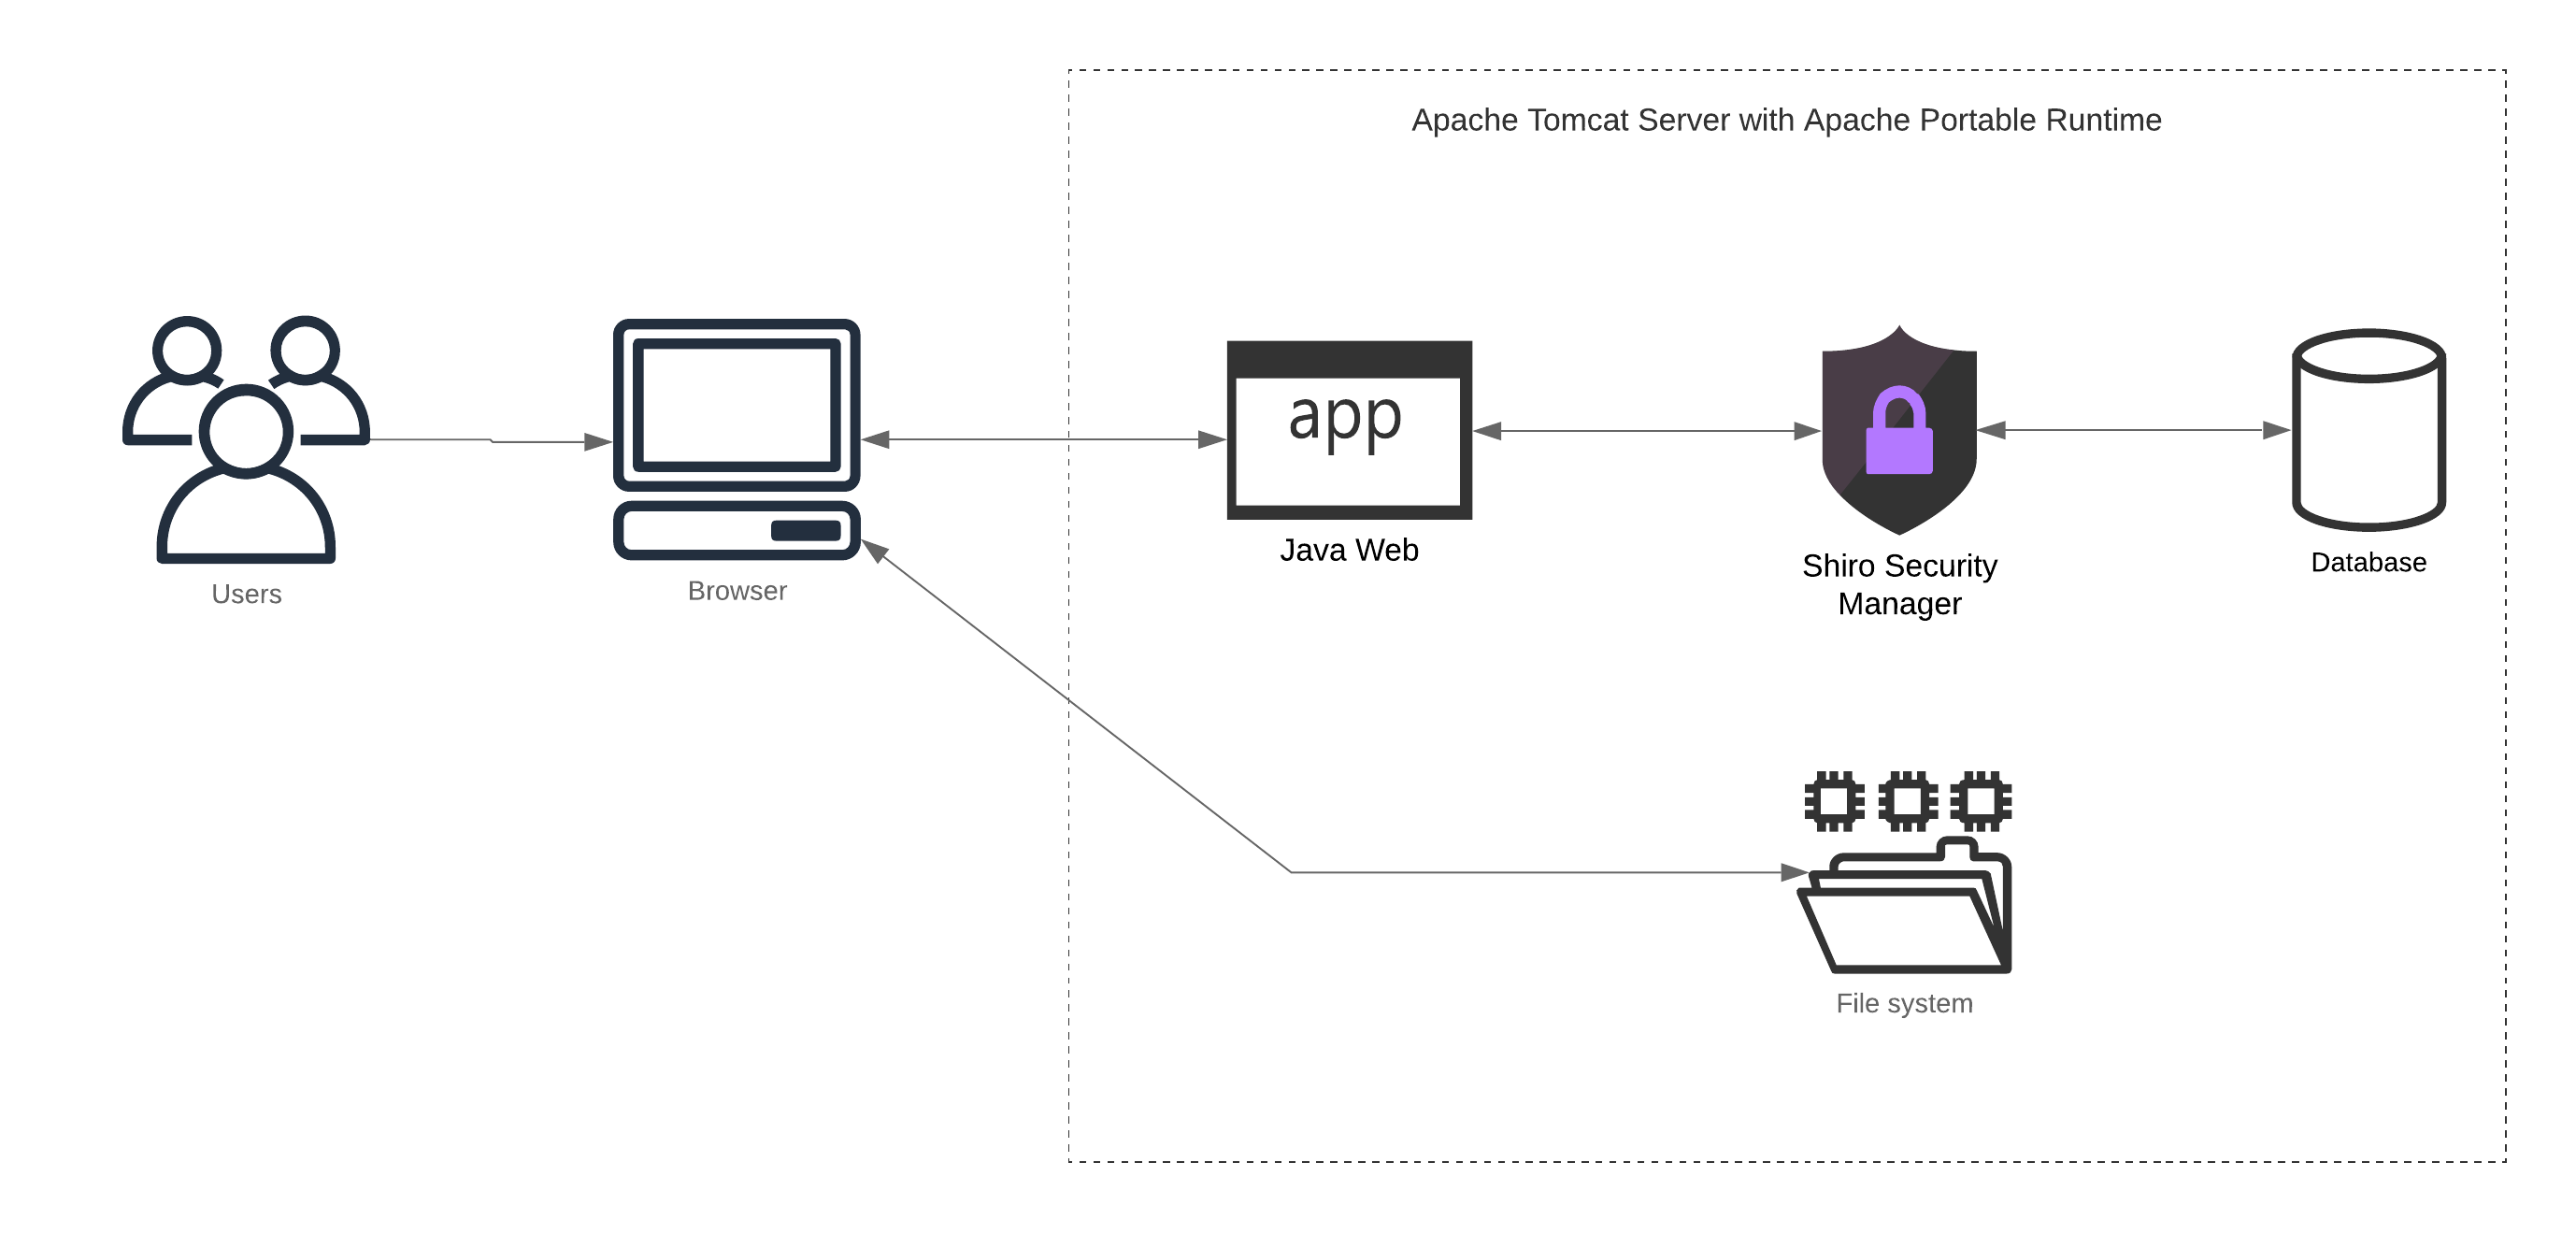 Apache Tomcat Server with Apache Portable Runtime
app
Users
Browser
Java Web
Shiro Security
Manager
Database
File system